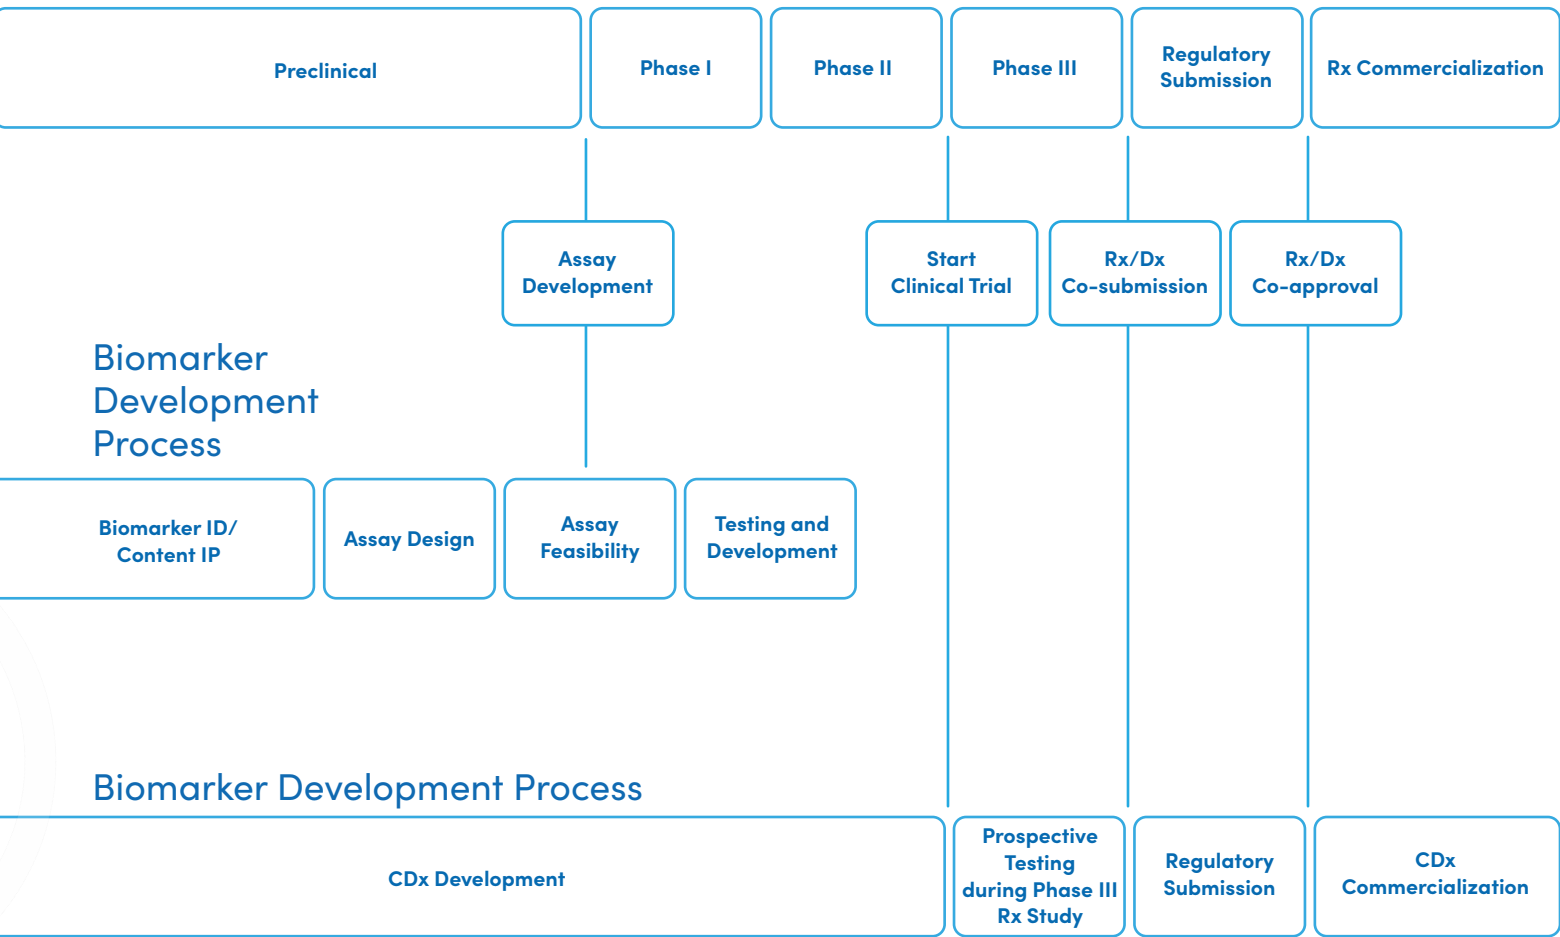 Preclinical
Phase I
Phase II
Phase III
Regulatory
Submission
Rx Commercialization
Assay
Development
Start
Clinical Trial
Rx/Dx
Co-submission
Rx/Dx
Co-approval
Biomarker
Development
Process
Biomarker ID/
Content IP
Assay Design
Assay
Feasibility
Testing and
Development
Biomarker Development Process
CDx Development
Prospective
Testing
during Phase III
Rx Study
Regulatory
Submission
CDx
Commercialization